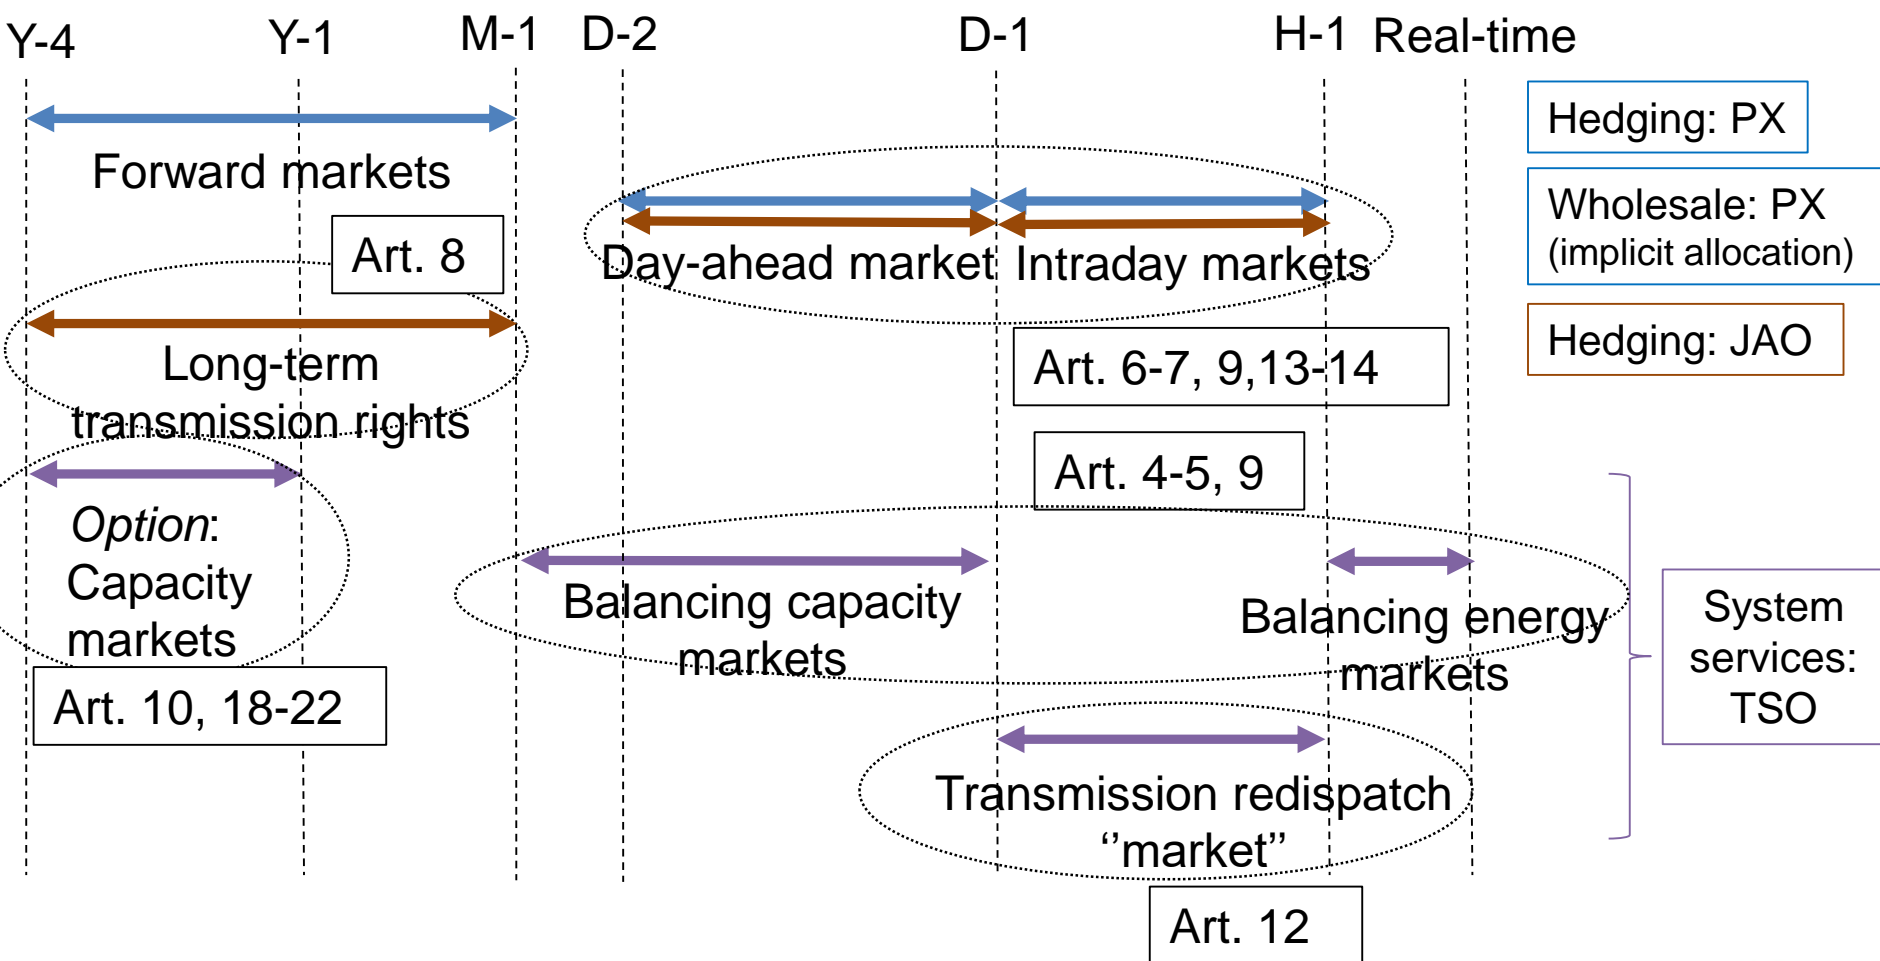 Y-4
Y-1
M-1
D-2
D-1
H-1
Real-time
Forward markets
Art. 8
Long-term
transmission rights
Option:
Capacity
markets
Art. 10, 18-22
Day-ahead market
Intraday markets
Art. 6-7, 9,13-14
Art. 4-5, 9
Balancing capacity
markets
Balancing energy
markets
Transmission redispatch
‘’market’’
Art. 12
Hedging: PX
Wholesale: PX
(implicit allocation)
Hedging: JAO
System
services:
TSO